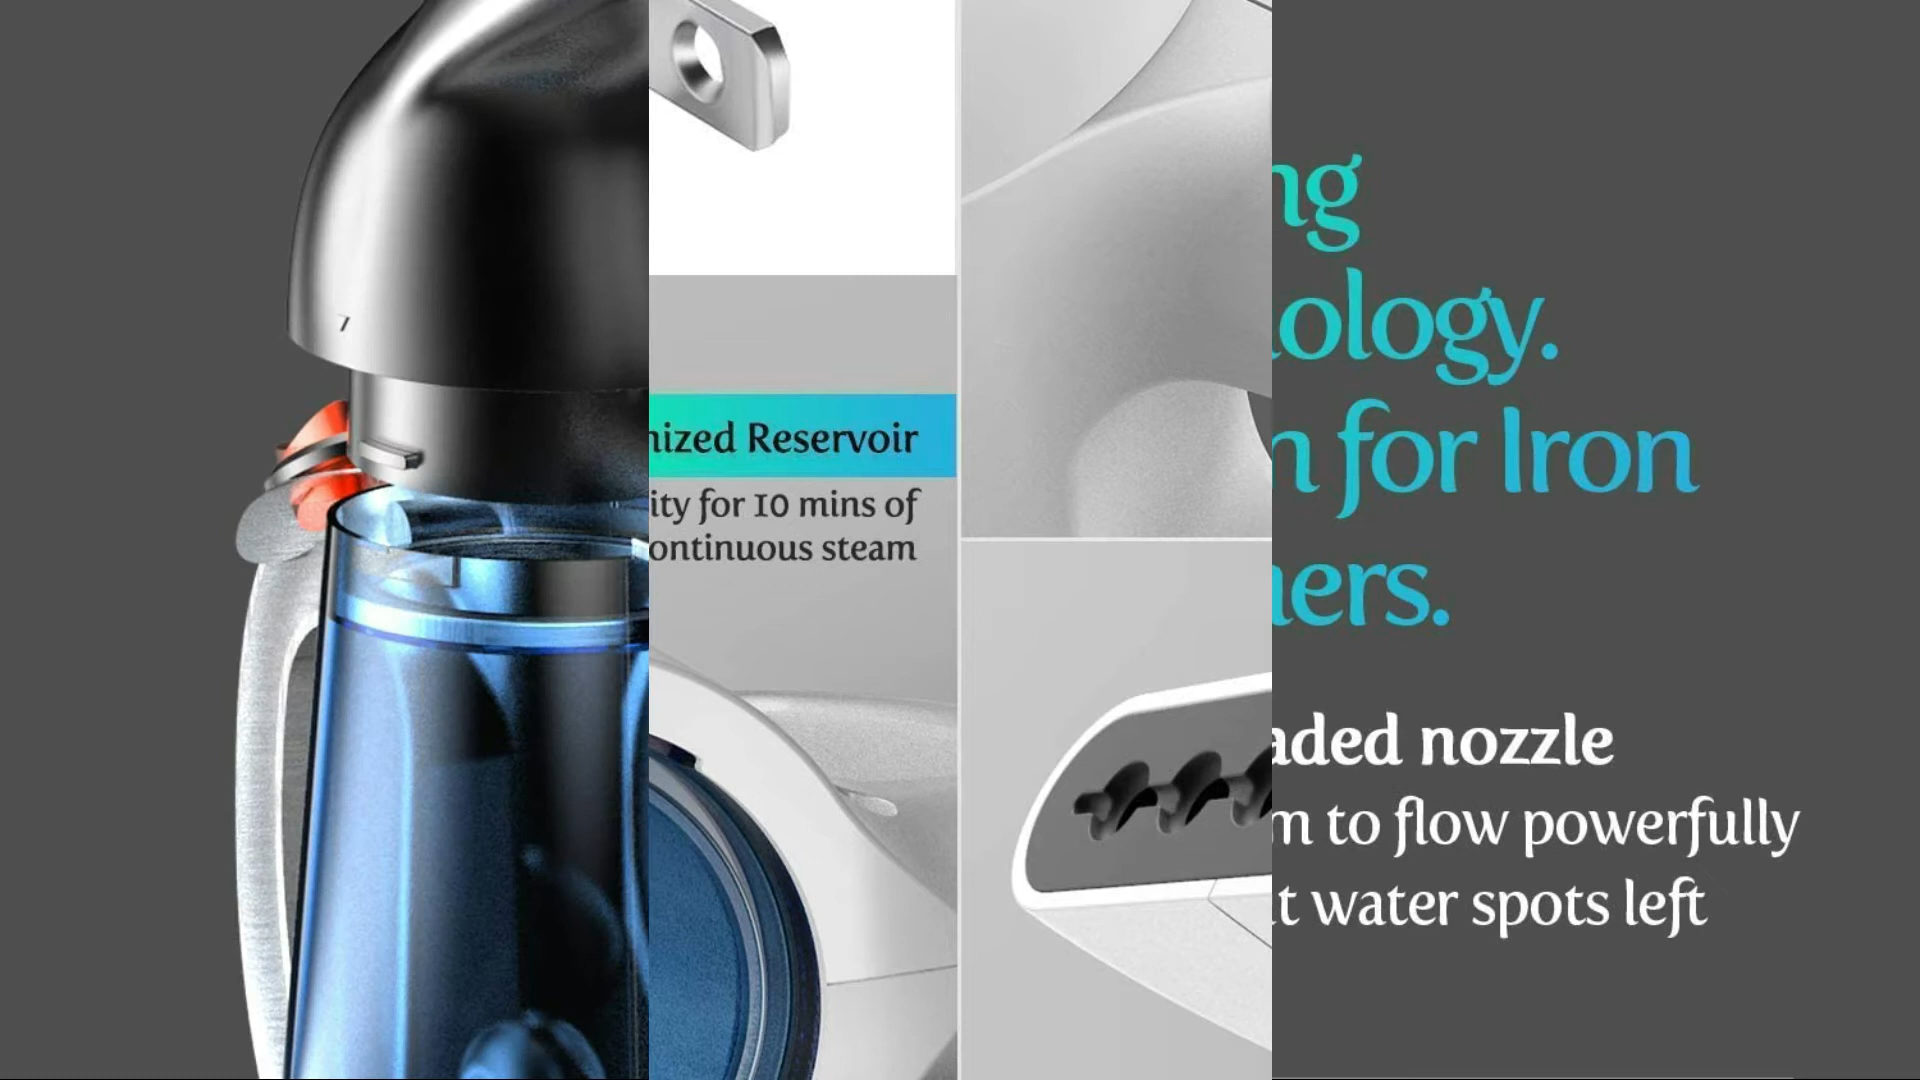 nized Reservoir
ity for 10 mins of
ontinuous steam
ng
ology.
n for Iron
ers.
aded nozzle
m to flow powerfully
t water spots left